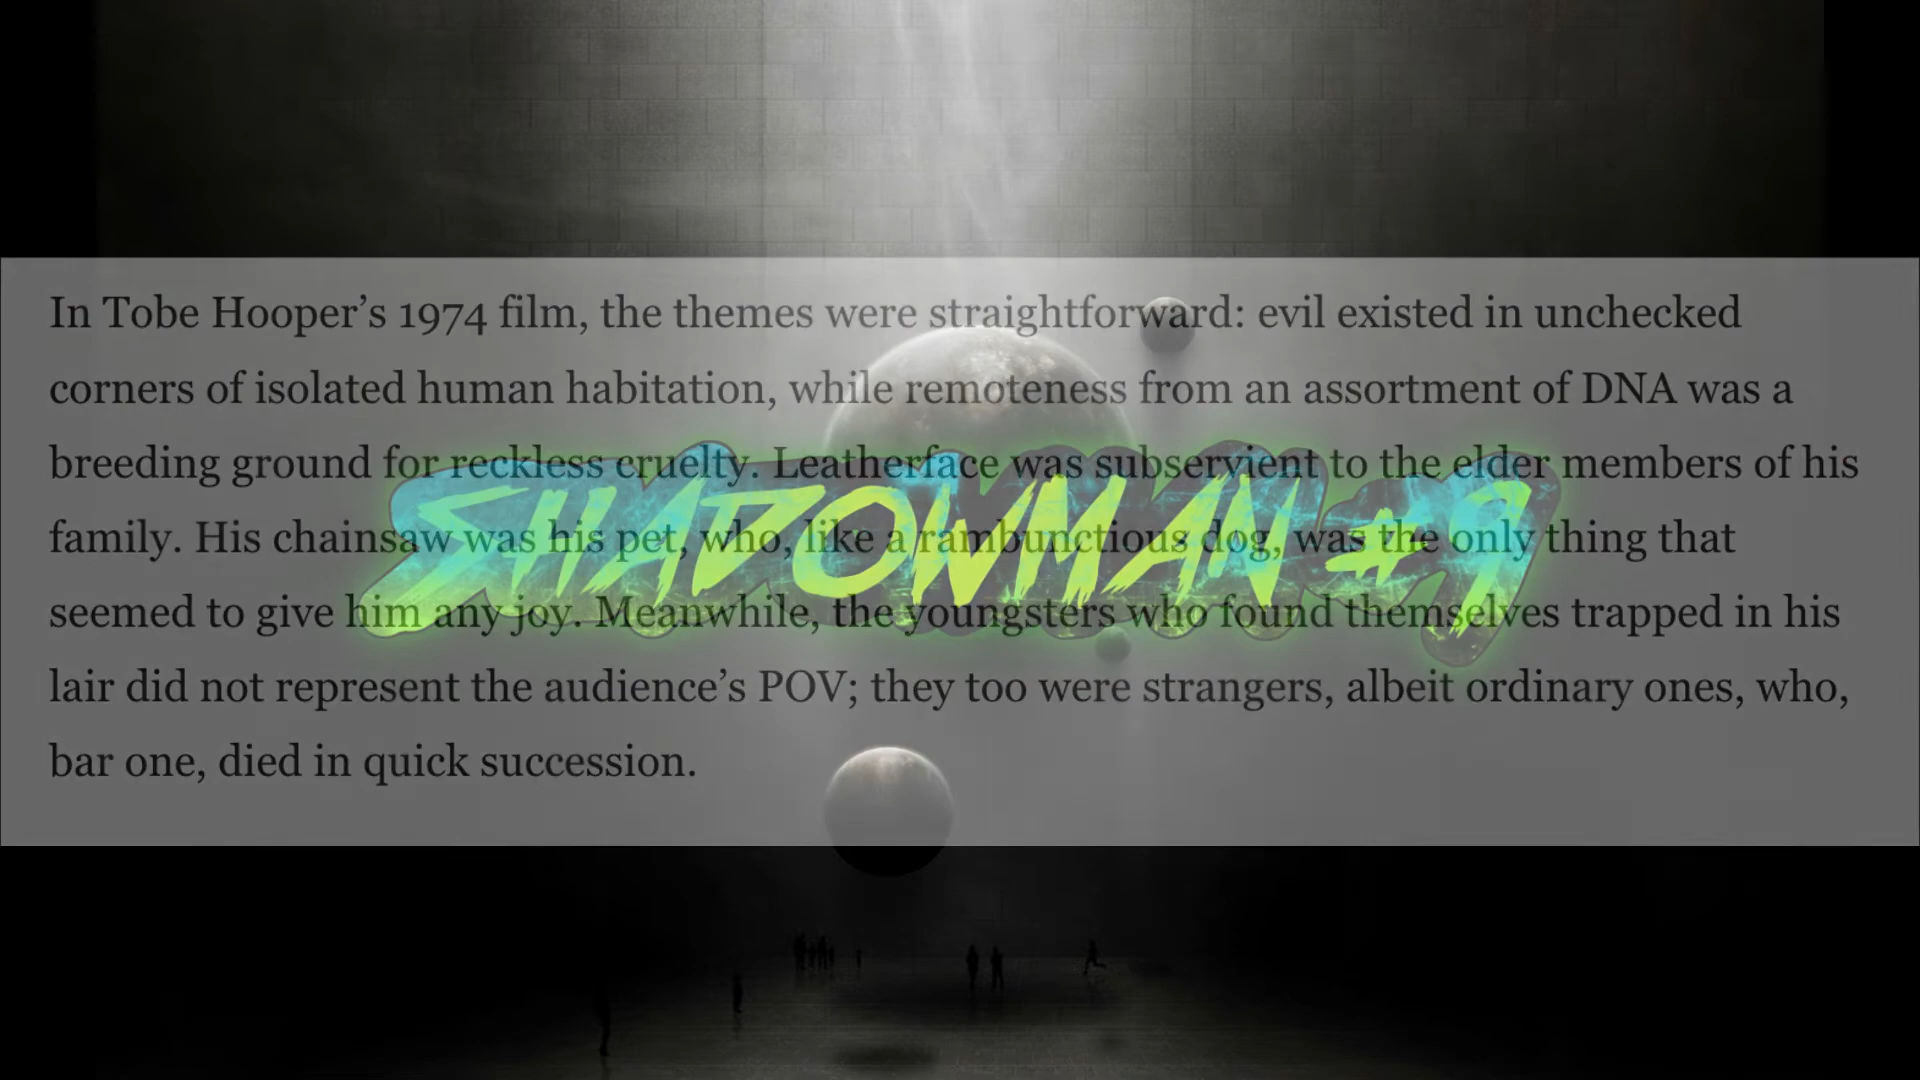 In Tobe Hooper’s 1974 film, the themes were straightforward: evil existed in unchecked
corners of isolated human habitation, while remoteness from an assortment of DNA was a
breeding ground for reckless cruelty. Leatherface was subservient to the elder members of his
SHADOWMAN #9
family. His chainsaw was his pet, who, like a rambunctious dog, was the only thing that
seemed to give him any joy. Meanwhile, the youngsters who found themselves trapped in his
lair did not represent the audience’s POV; they too were strangers, albeit ordinary ones, who,
bar one, died in quick succession.